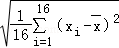 √(1/16 ∑_{i=1}^{16} (x_i − x̄)²)